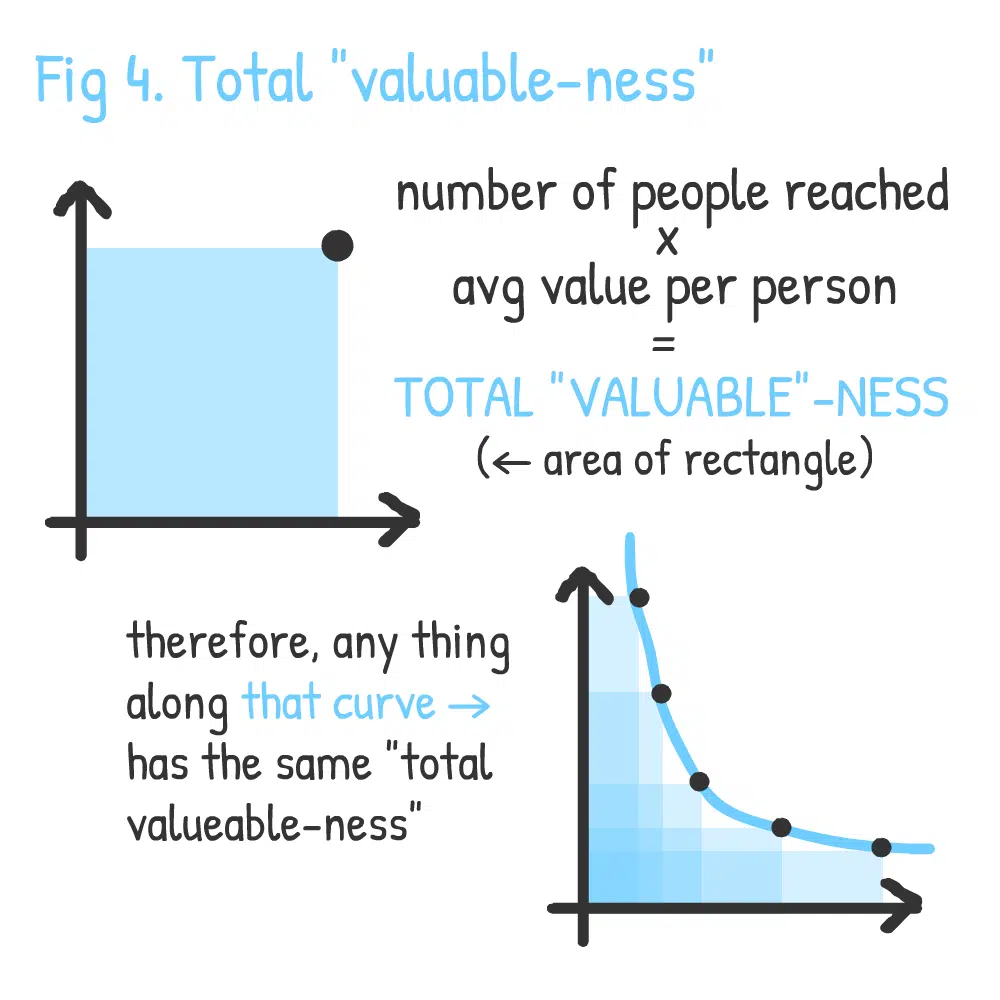 Fig 4. Total "valuable-ness"
number of people reached
x
avg value per person
=
TOTAL "VALUABLE"-NESS
(← area of rectangle)
therefore, any thing
along that curve →
has the same "total
valueable-ness"